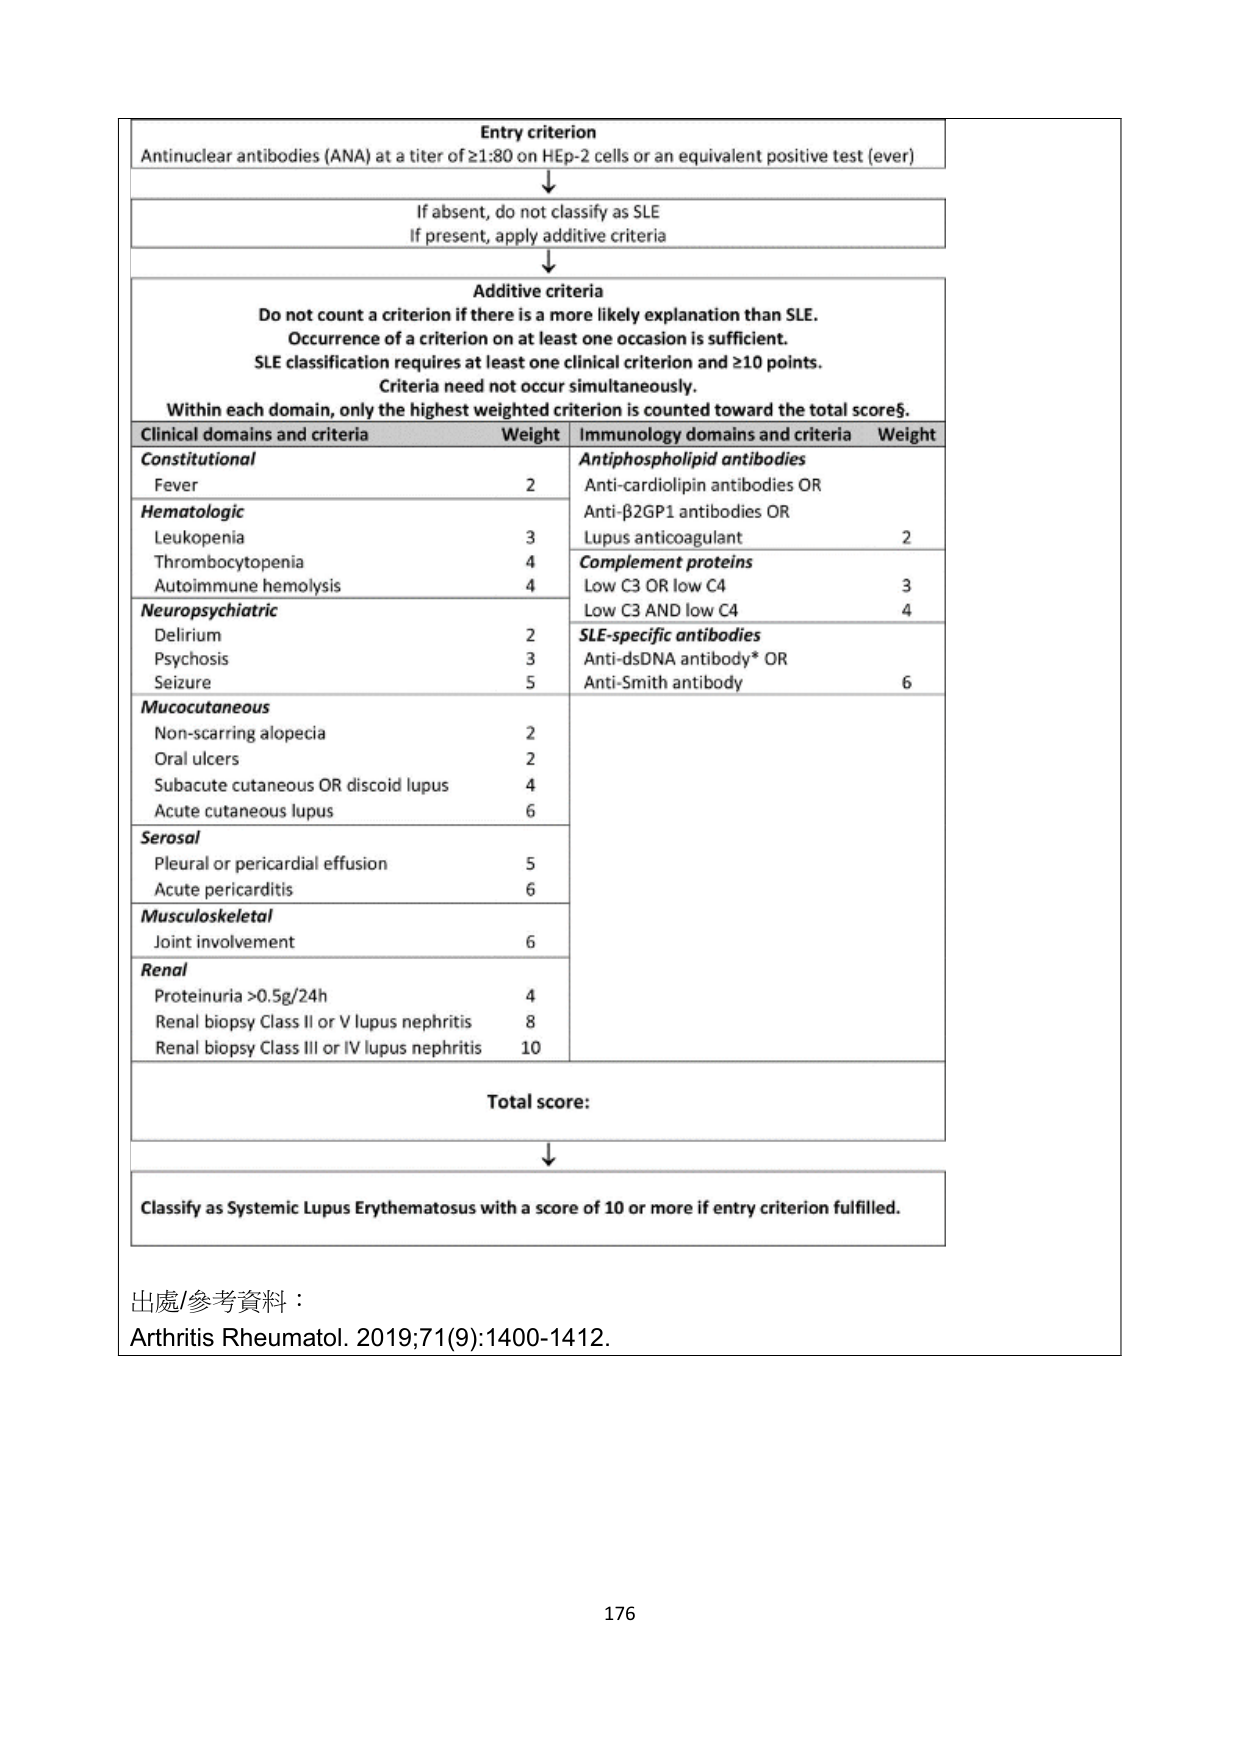 Entry criterion
Antinuclear antibodies (ANA) at a titer of ≥1:80 on HEp-2 cells or an equivalent positive test (ever)
↓
If absent, do not classify as SLE
If present, apply additive criteria
↓
Additive criteria
Do not count a criterion if there is a more likely explanation than SLE.
Occurrence of a criterion on at least one occasion is sufficient.
SLE classification requires at least one clinical criterion and ≥10 points.
Criteria need not occur simultaneously.
Within each domain, only the highest weighted criterion is counted toward the total score§.
Clinical domains and criteria Weight
Constitutional
Fever 2
Hematologic
Leukopenia 3
Thrombocytopenia 4
Autoimmune hemolysis 4
Neuropsychiatric
Delirium 2
Psychosis 3
Seizure 5
Mucocutaneous
Non-scarring alopecia 2
Oral ulcers 2
Subacute cutaneous OR discoid lupus 4
Acute cutaneous lupus 6
Serosal
Pleural or pericardial effusion 5
Acute pericarditis 6
Musculoskeletal
Joint involvement 6
Renal
Proteinuria >0.5g/24h 4
Renal biopsy Class II or V lupus nephritis 8
Renal biopsy Class III or IV lupus nephritis 10
Immunology domains and criteria Weight
Antiphospholipid antibodies
Anti-cardiolipin antibodies OR
Anti-β2GP1 antibodies OR
Lupus anticoagulant 2
Complement proteins
Low C3 OR low C4 3
Low C3 AND low C4 4
SLE-specific antibodies
Anti-dsDNA antibody* OR
Anti-Smith antibody 6
Total score:
↓
Classify as Systemic Lupus Erythematosus with a score of 10 or more if entry criterion fulfilled.
出處/參考資料：
Arthritis Rheumatol. 2019;71(9):1400-1412.
176